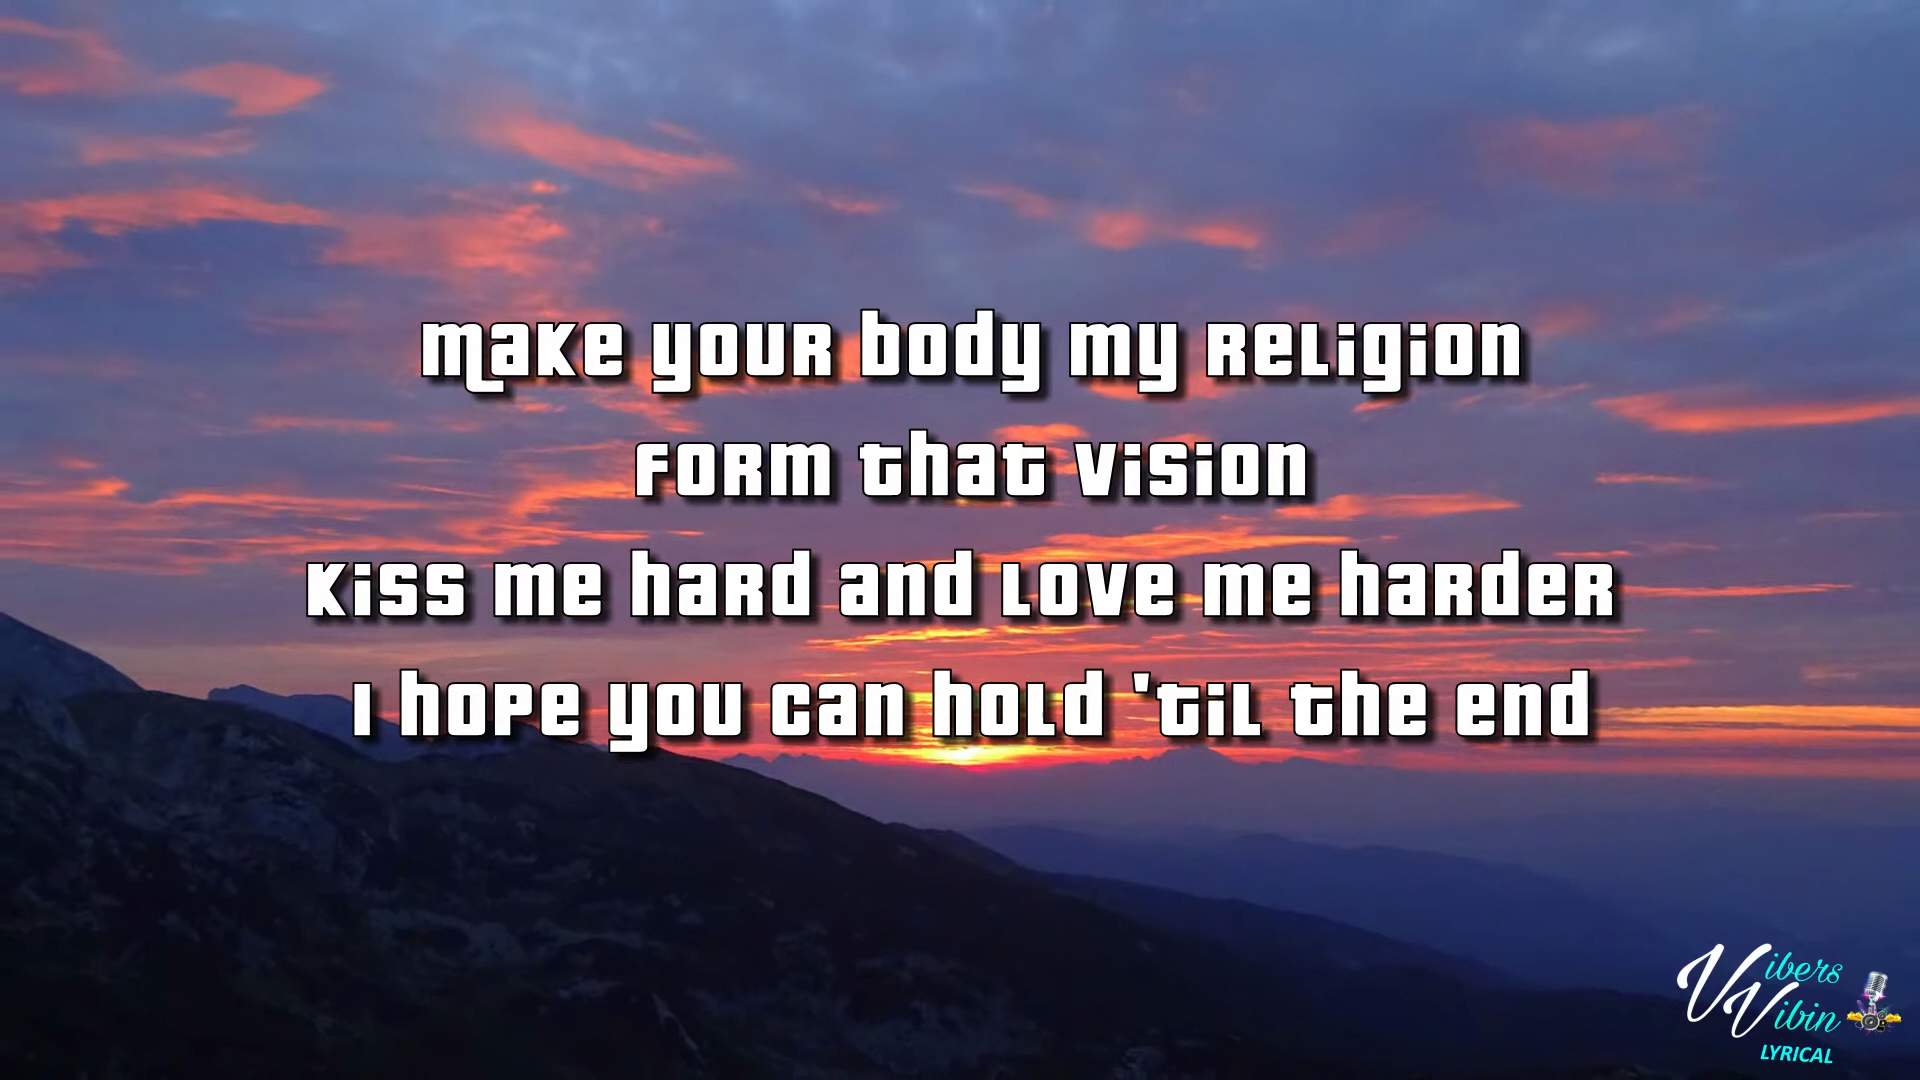 Make your body my religion
Form that vision
Kiss me hard and love me harder
I hope you can hold 'til the end
Vibers
Vibin
LYRICAL